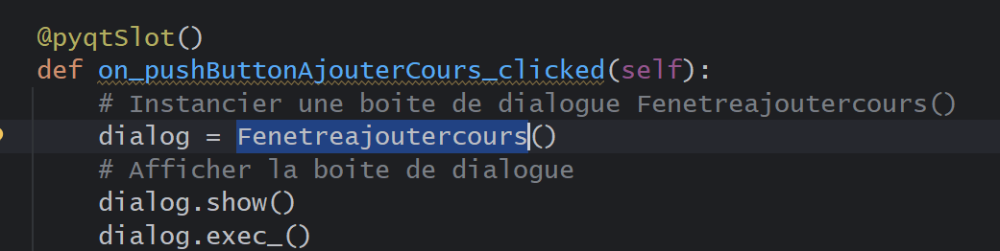 @pyqtSlot()
def on_pushButtonAjouterCours_clicked(self):
# Instancier une boite de dialogue Fenetreajoutercours()
dialog = Fenetreajoutercours()
# Afficher la boite de dialogue
dialog.show()
dialog.exec_()